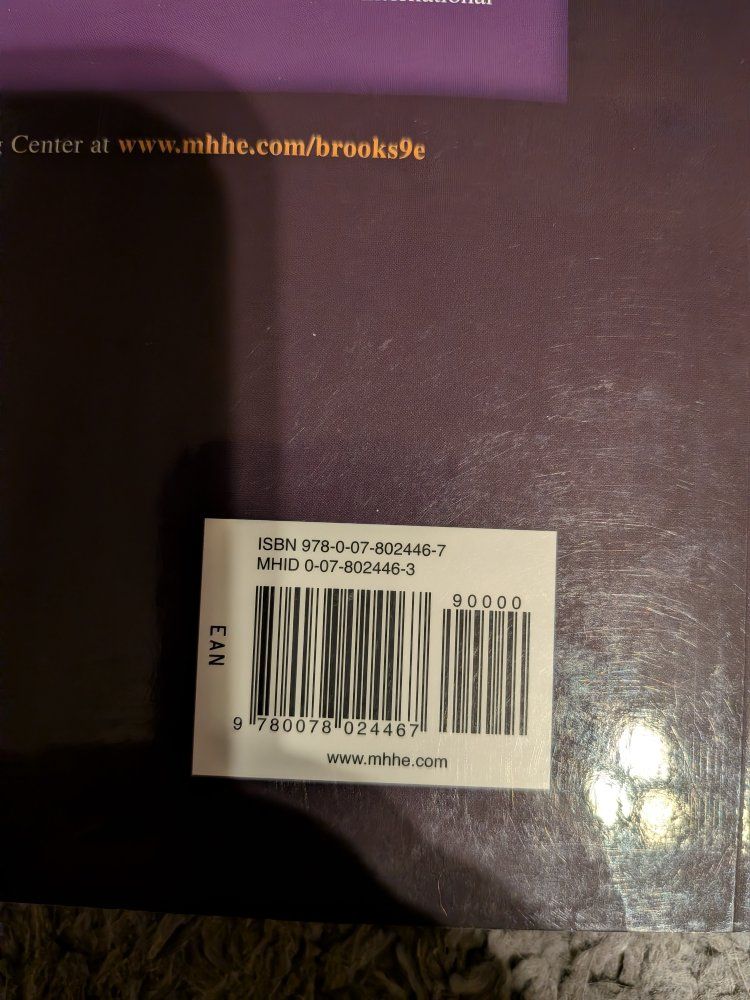 International
Center at www.mhhe.com/brooks9e
ISBN 978-0-07-802446-7
MHID 0-07-802446-3
90000
EAN
9 780078 024467
www.mhhe.com